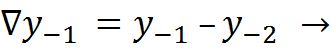 ∇y₋₁ = y₋₁ – y₋₂ →